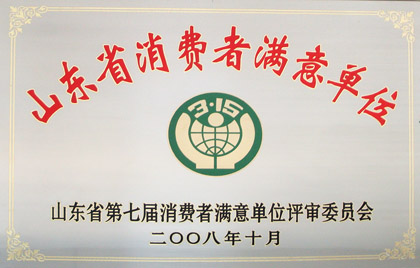 山东省消费者满意单位
3·15
山东省第七届消费者满意单位评审委员会
二〇〇八年十月